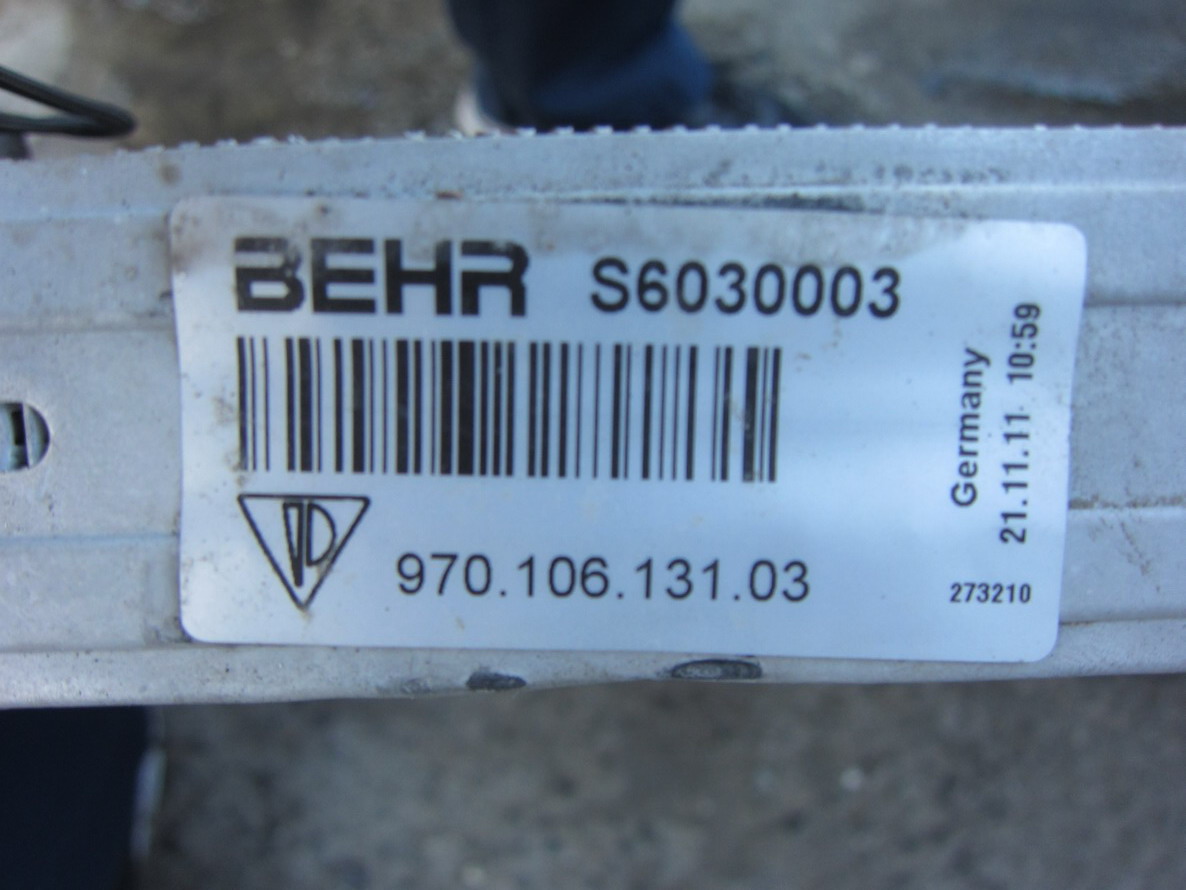 BEHR S6030003
970.106.131.03
Germany
21.11.11 10:59
273210